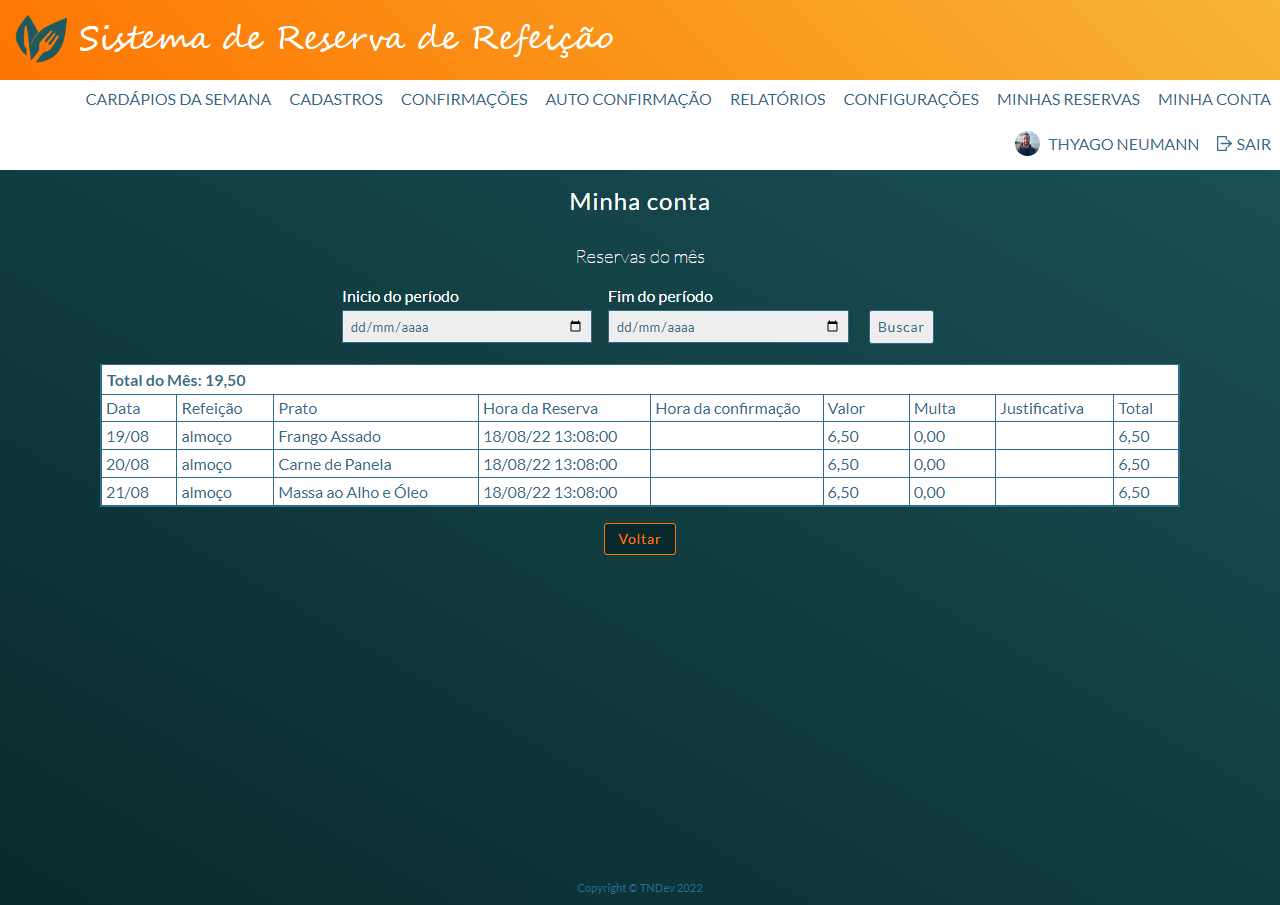 Sistema de Reserva de Refeição
CARDÁPIOS DA SEMANA CADASTROS CONFIRMAÇÕES AUTO CONFIRMAÇÃO RELATÓRIOS CONFIGURAÇÕES MINHAS RESERVAS MINHA CONTA
THYAGO NEUMANN SAIR
Minha conta
Reservas do mês
Inicio do período Fim do período
dd/mm/aaaa dd/mm/aaaa Buscar
Total do Mês: 19,50
Data Refeição Prato Hora da Reserva Hora da confirmação Valor Multa Justificativa Total
19/08 almoço Frango Assado 18/08/22 13:08:00 6,50 0,00 6,50
20/08 almoço Carne de Panela 18/08/22 13:08:00 6,50 0,00 6,50
21/08 almoço Massa ao Alho e Óleo 18/08/22 13:08:00 6,50 0,00 6,50
Voltar
Copyright © TNDev 2022